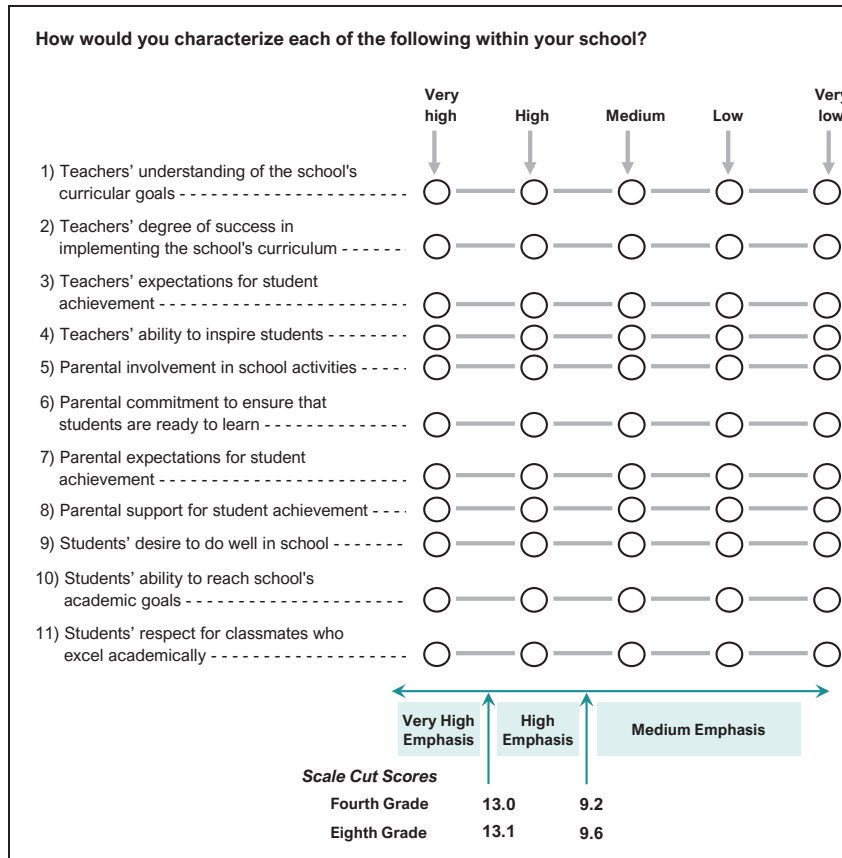 How would you characterize each of the following within your school?
Very high High Medium Low Very low
1) Teachers’ understanding of the school's
curricular goals - - - - - - - - - - - - - - - - - - - - - - - - - - - - -
2) Teachers’ degree of success in
implementing the school's curriculum - - - - - - - -
3) Teachers’ expectations for student
achievement - - - - - - - - - - - - - - - - - - - - - - - - - - - - - -
4) Teachers’ ability to inspire students - - - - - - - - -
5) Parental involvement in school activities - - - - -
6) Parental commitment to ensure that
students are ready to learn - - - - - - - - - - - - - - - - -
7) Parental expectations for student
achievement - - - - - - - - - - - - - - - - - - - - - - - - - - - - - -
8) Parental support for student achievement - - - -
9) Students’ desire to do well in school - - - - - - - -
10) Students’ ability to reach school's
academic goals - - - - - - - - - - - - - - - - - - - - - - - - - -
11) Students’ respect for classmates who
excel academically - - - - - - - - - - - - - - - - - - - - - - -
Very High Emphasis High Emphasis Medium Emphasis
Scale Cut Scores
Fourth Grade 13.0 9.2
Eighth Grade 13.1 9.6